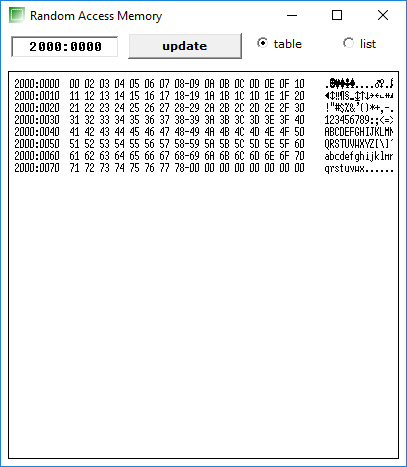 Random Access Memory
2000:0000 update table list
2000:0000 00 02 03 04 05 06 07 08-09 0A 0B 0C 0D 0E 0F 10 .☻♥♦♣♠....♂♀.♫
2000:0010 11 12 13 14 15 16 17 18-19 1A 1B 1C 1D 1E 1F 20 ◄↕‼¶§▬↨↑↓→←∟↔▲
2000:0020 21 22 23 24 25 26 27 28-29 2A 2B 2C 2D 2E 2F 30 !"#$%&'()*+,-.
2000:0030 31 32 33 34 35 36 37 38-39 3A 3B 3C 3D 3E 3F 40 123456789:;<=>
2000:0040 41 42 43 44 45 46 47 48-49 4A 4B 4C 4D 4E 4F 50 ABCDEFGHIJKLMN
2000:0050 51 52 53 54 55 56 57 58-59 5A 5B 5C 5D 5E 5F 60 QRSTUVWXYZ[\]^
2000:0060 61 62 63 64 65 66 67 68-69 6A 6B 6C 6D 6E 6F 70 abcdefghijklmn
2000:0070 71 72 73 74 75 76 77 78-00 00 00 00 00 00 00 00 qrstuvwx......